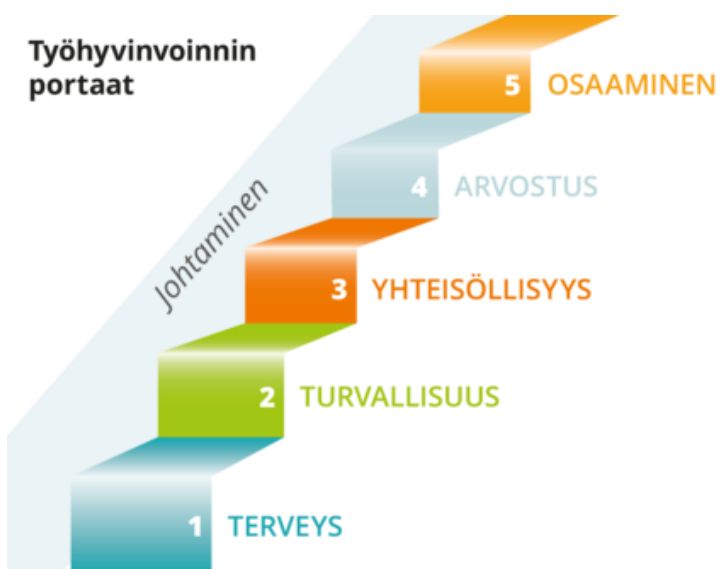 Työhyvinvoinnin
portaat
5 OSAAMINEN
4 ARVOSTUS
Johtaminen
3 YHTEISÖLLISYYS
2 TURVALLISUUS
1 TERVEYS